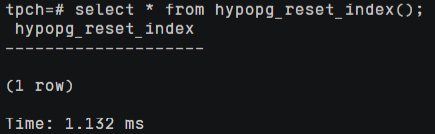 tpch=# select * from hypopg_reset_index();
 hypopg_reset_index
--------------------

(1 row)

Time: 1.132 ms